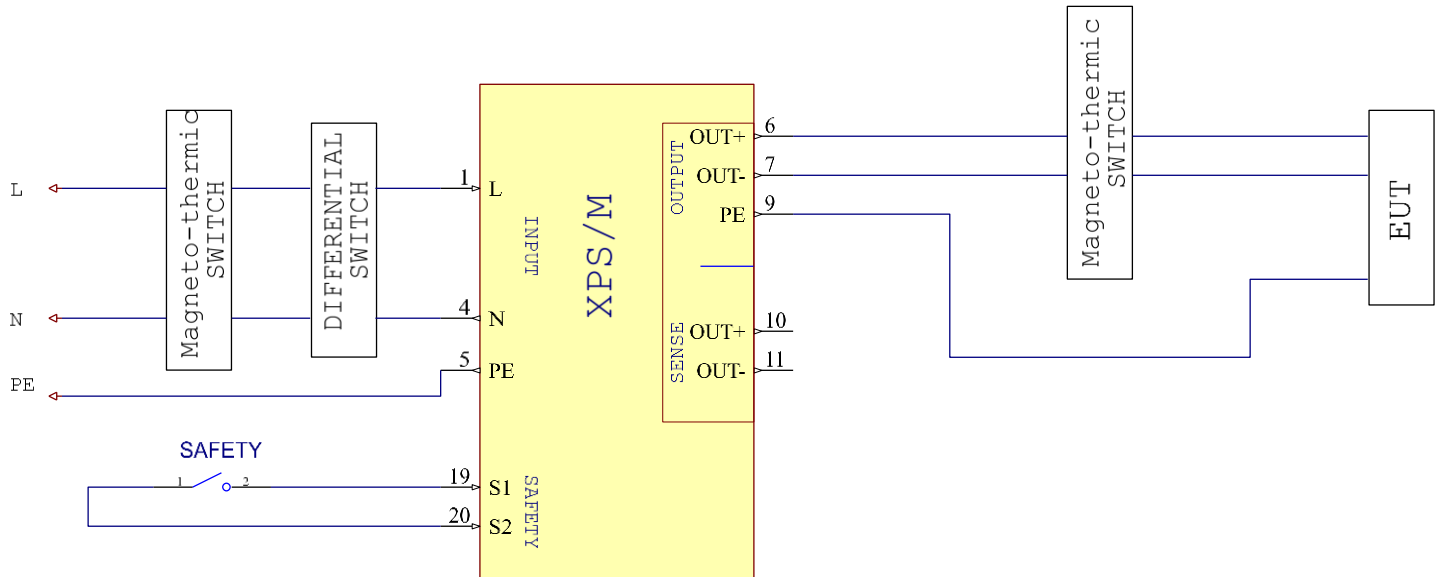 L
N
PE
Magneto-thermic
SWITCH
DIFFERENTIAL
SWITCH
1
L
4
N
5
PE
INPUT
SAFETY
1
2
19
S1
20
S2
SAFETY
XPS/M
OUTPUT
OUT+
6
OUT-
7
PE
9
SENSE
OUT+
10
OUT-
11
Magneto-thermic
SWITCH
EUT